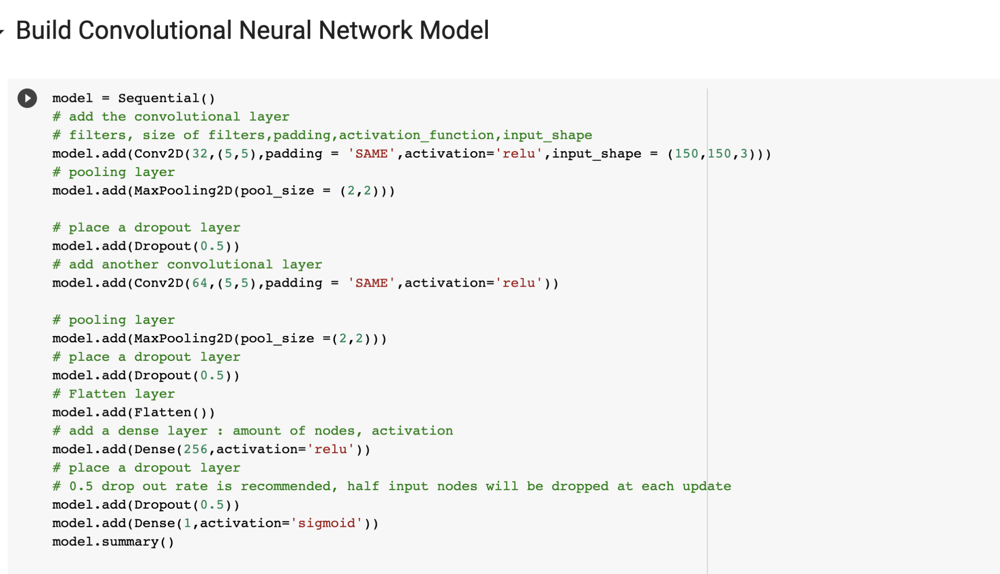 Build Convolutional Neural Network Model
model = Sequential()
# add the convolutional layer
# filters, size of filters,padding,activation_function,input_shape
model.add(Conv2D(32,(5,5),padding = 'SAME',activation='relu',input_shape = (150,150,3)))
# pooling layer
model.add(MaxPooling2D(pool_size = (2,2)))
# place a dropout layer
model.add(Dropout(0.5))
# add another convolutional layer
model.add(Conv2D(64,(5,5),padding = 'SAME',activation='relu'))
# pooling layer
model.add(MaxPooling2D(pool_size =(2,2)))
# place a dropout layer
model.add(Dropout(0.5))
# Flatten layer
model.add(Flatten())
# add a dense layer : amount of nodes, activation
model.add(Dense(256,activation='relu'))
# place a dropout layer
# 0.5 drop out rate is recommended, half input nodes will be dropped at each update
model.add(Dropout(0.5))
model.add(Dense(1,activation='sigmoid'))
model.summary()